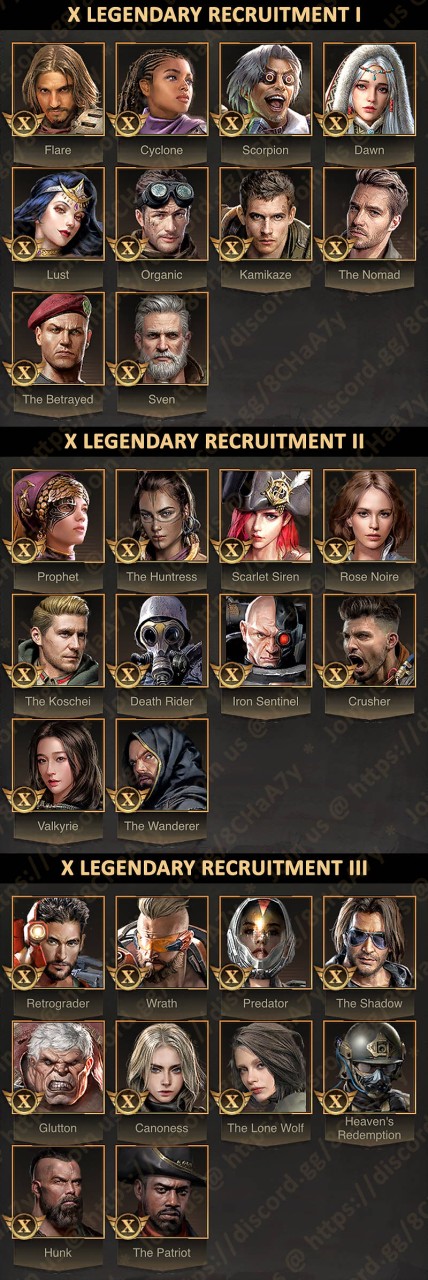 X LEGENDARY RECRUITMENT I
X X X X
Flare Cyclone Scorpion Dawn
X X X X
Lust Organic Kamikaze The Nomad
X X
The Betrayed Sven
X LEGENDARY RECRUITMENT II
X X X X
Prophet The Huntress Scarlet Siren Rose Noire
X X X X
The Koschei Death Rider Iron Sentinel Crusher
X X
Valkyrie The Wanderer
X LEGENDARY RECRUITMENT III
X X X X
Retrograder Wrath Predator The Shadow
X X X X
Glutton Canoness The Lone Wolf Heaven's
Redemption
X X
Hunk The Patriot